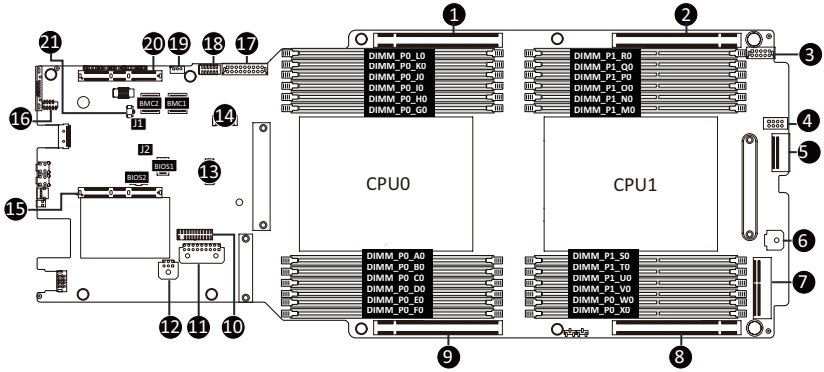 1
2
21
20
19
18
17
DIMM_P0_L0
DIMM_P0_K0
DIMM_P0_J0
DIMM_P0_I0
DIMM_P0_H0
DIMM_P0_G0
DIMM_P1_R0
DIMM_P1_Q0
DIMM_P1_P0
DIMM_P1_O0
DIMM_P1_N0
DIMM_P1_M0
3
BMC2
BMC1
16
J1
14
4
J2
5
BIOS1
BIOS2
13
CPU0
CPU1
15
6
10
11
12
DIMM_P0_A0
DIMM_P0_B0
DIMM_P0_C0
DIMM_P0_D0
DIMM_P0_E0
DIMM_P0_F0
DIMM_P1_S0
DIMM_P1_T0
DIMM_P1_U0
DIMM_P1_V0
DIMM_P0_W0
DIMM_P0_X0
7
9
8